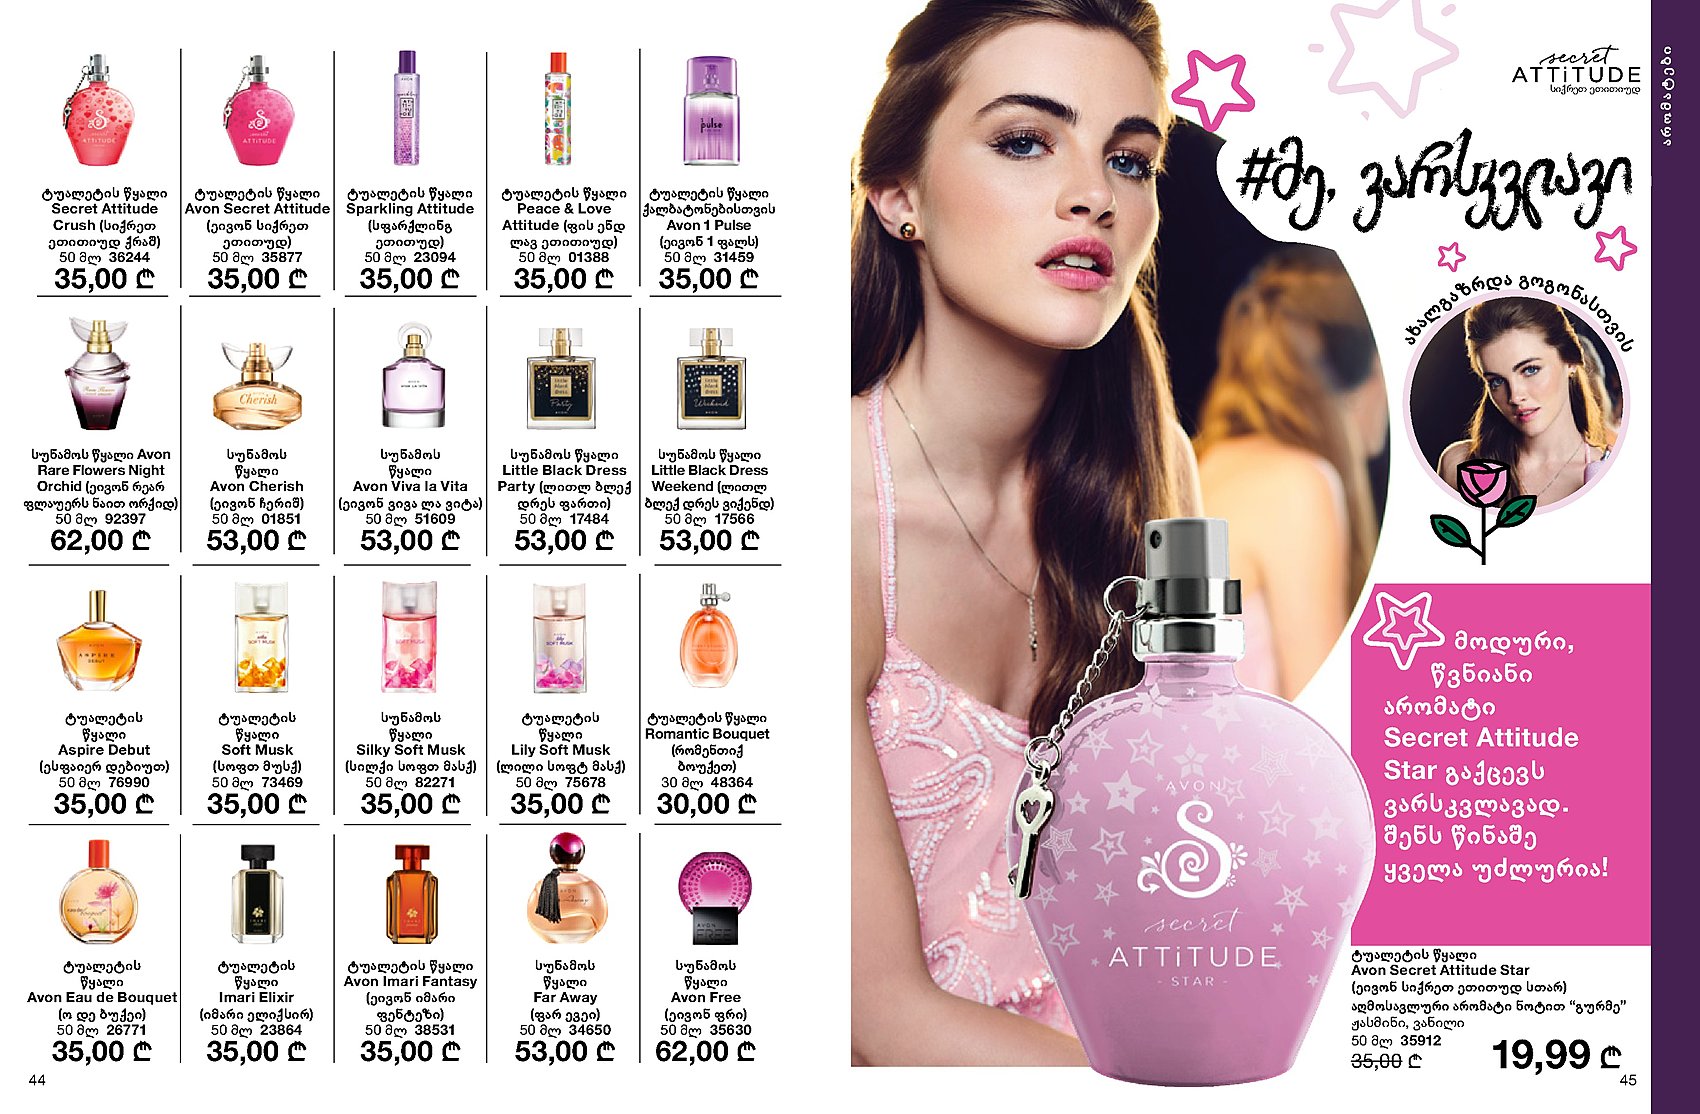 ტუალეტის წყალი
Secret Attitude
Crush (სიქრეთ
ეთითიუდ ქრაშ)
50 მლ 36244
35,00 ₾
ტუალეტის წყალი
Avon Secret Attitude
(ეივონ სიქრეთ
ეთითუდ)
50 მლ 35877
35,00 ₾
ტუალეტის წყალი
Sparkling Attitude
(სფარქლინგ
ეთითიუდ)
50 მლ 23094
35,00 ₾
ტუალეტის წყალი
Peace & Love
Attitude (ფის ენდ
ლავ ეთითიუდ)
50 მლ 01388
35,00 ₾
ტუალეტის წყალი
ქალბატონებისთვის
Avon 1 Pulse
(ეივონ 1 ფალს)
50 მლ 31459
35,00 ₾
სუნამოს წყალი Avon
Rare Flowers Night
Orchid (ეივონ რეარ
ფლაუერს ნაით ორქიდ)
50 მლ 92397
62,00 ₾
სუნამოს
წყალი
Avon Cherish
(ეივონ ჩერიშ)
50 მლ 01851
53,00 ₾
სუნამოს
წყალი
Avon Viva la Vita
(ეივონ ვივა ლა ვიტა)
50 მლ 51609
53,00 ₾
სუნამოს წყალი
Little Black Dress
Party (ლითლ ბლექ
დრეს ფართი)
50 მლ 17484
53,00 ₾
სუნამოს წყალი
Little Black Dress
Weekend (ლითლ
ბლექ დრეს ვიქენდ)
50 მლ 17566
53,00 ₾
ტუალეტის
წყალი
Aspire Debut
(ესფაიერ დებიუთ)
50 მლ 76990
35,00 ₾
ტუალეტის
წყალი
Soft Musk
(სოფთ მუსქ)
50 მლ 73469
35,00 ₾
სუნამოს
წყალი
Silky Soft Musk
(სილქი სოფთ მასქ)
50 მლ 82271
35,00 ₾
ტუალეტის
წყალი
Lily Soft Musk
(ლილი სოფტ მასქ)
50 მლ 75678
35,00 ₾
ტუალეტის წყალი
Romantic Bouquet
(რომენთიქ
ბოუქეთ)
30 მლ 48364
30,00 ₾
ტუალეტის
წყალი
Avon Eau de Bouquet
(ო დე ბუქეი)
50 მლ 26771
35,00 ₾
ტუალეტის
წყალი
Imari Elixir
(იმარი ელიქსირ)
50 მლ 23864
35,00 ₾
ტუალეტის წყალი
Avon Imari Fantasy
(ეივონ იმარი
ფენტეზი)
50 მლ 38531
35,00 ₾
სუნამოს
წყალი
Far Away
(ფარ ევეი)
50 მლ 34650
53,00 ₾
სუნამოს
წყალი
Avon Free
(ეივონ ფრი)
50 მლ 35630
62,00 ₾
44
secret
ATTiTUDE
სიქრეთ ეთითიუდ
არომატები
#მე, ვარსკვლავი
ახალგაზრდა გოგონასთვის
მოდური,
წვნიანი
არომატი
Secret Attitude
Star გაქცევს
ვარსკვლავად.
შენს წინაშე
ყველა უძლურია!
AVON
secret
ATTiTUDE
- STAR -
ტუალეტის წყალი
Avon Secret Attitude Star
(ეივონ სიქრეთ ეთითუდ სთარ)
აღმოსავლური არომატი ნოტით “გურმე”
ჟასმინი, ვანილი
50 მლ 35912
35,00 ₾
19,99 ₾
45